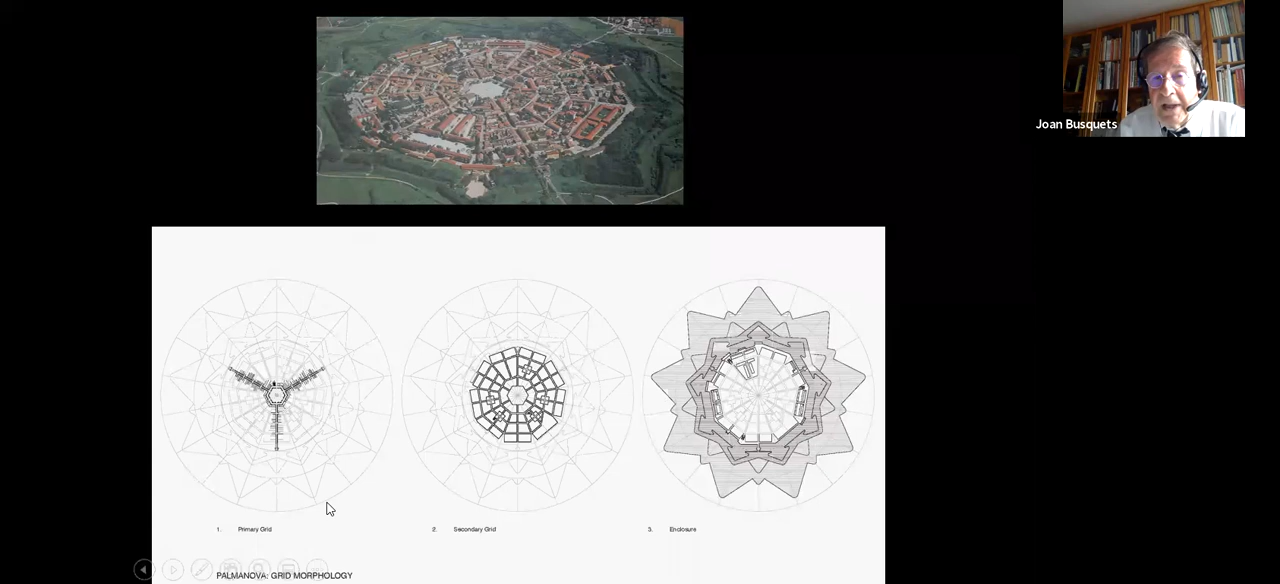 Joan Busquets
1. Primary Grid
2. Secondary Grid
3. Enclosure
PALMANOVA: GRID MORPHOLOGY